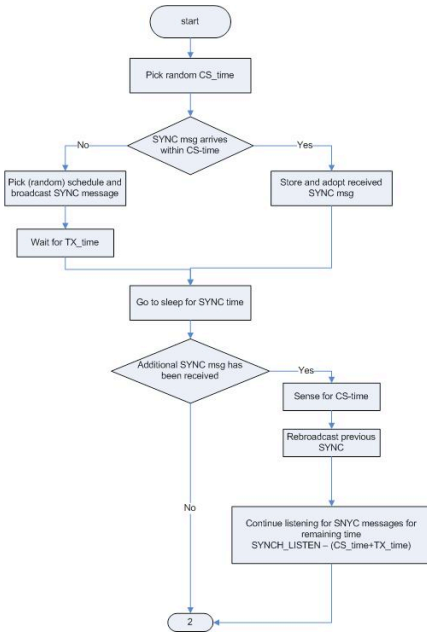 start
Pick random CS_time
SYNC msg arrives
within CS-time
No
Yes
Pick (random) schedule and
broadcast SYNC message
Store and adopt received
SYNC msg
Wait for TX_time
Go to sleep for SYNC time
Additional SYNC msg has
been received
Yes
Sense for CS-time
Rebroadcast previous
SYNC
No
Continue listening for SNYC messages for
remaining time
SYNCH_LISTEN – (CS_time+TX_time)
2